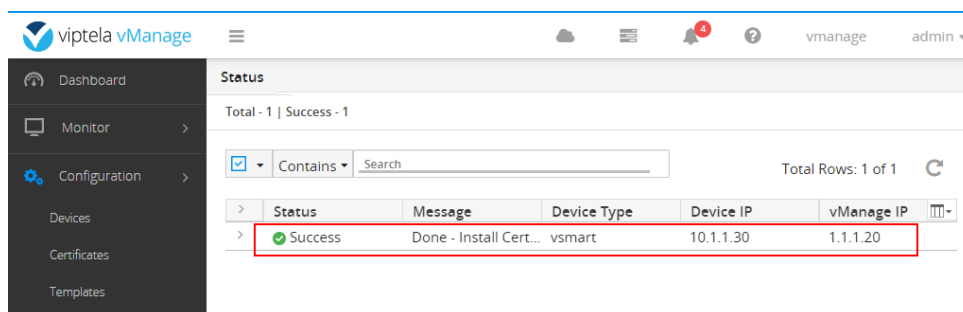 viptela vManage
4
vmanage admin
Dashboard
Status
Total - 1 | Success - 1
Monitor
Contains Search
Total Rows: 1 of 1
Configuration
Status Message Device Type Device IP vManage IP
Devices
Success Done - Install Cert... vsmart 10.1.1.30 1.1.1.20
Certificates
Templates